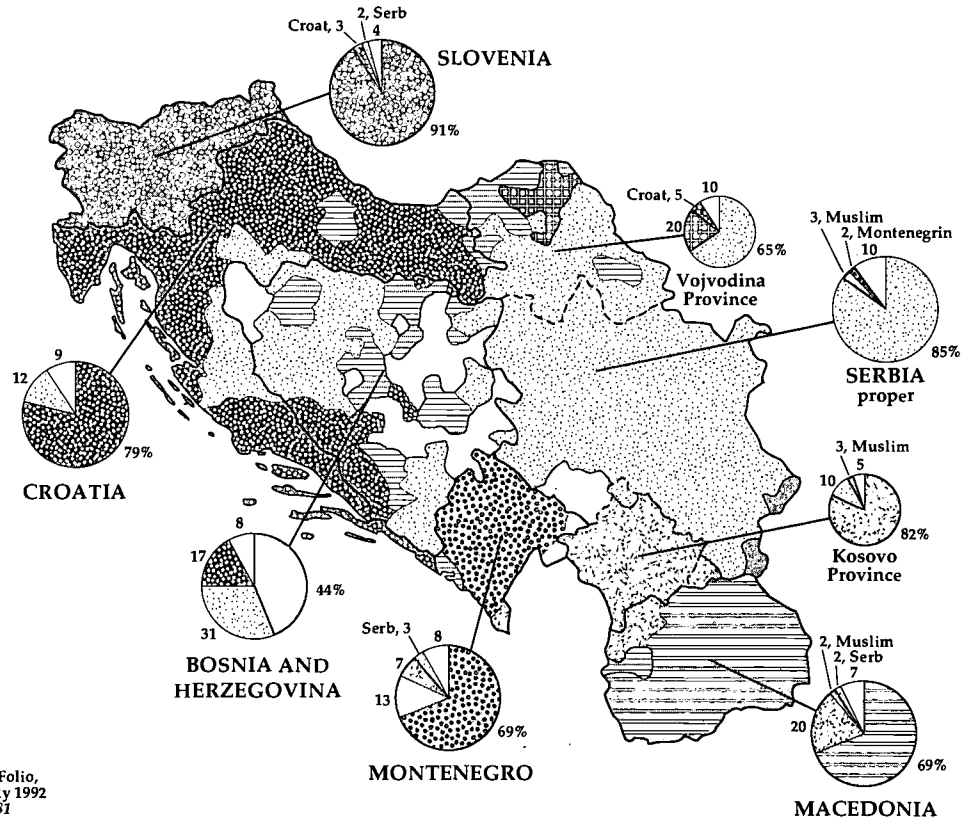 2, Serb
Croat, 3
4
SLOVENIA
91%
Croat, 5
10
20
65%
Vojvodina
Province
3, Muslim
2, Montenegrin
10
85%
SERBIA
proper
9
12
79%
CROATIA
3, Muslim
5
10
82%
Kosovo
Province
8
17
44%
31
BOSNIA AND
HERZEGOVINA
Serb, 3
8
7
13
69%
MONTENEGRO
2, Muslim
2, Serb
7
20
69%
MACEDONIA
Folio,
y 1992
81